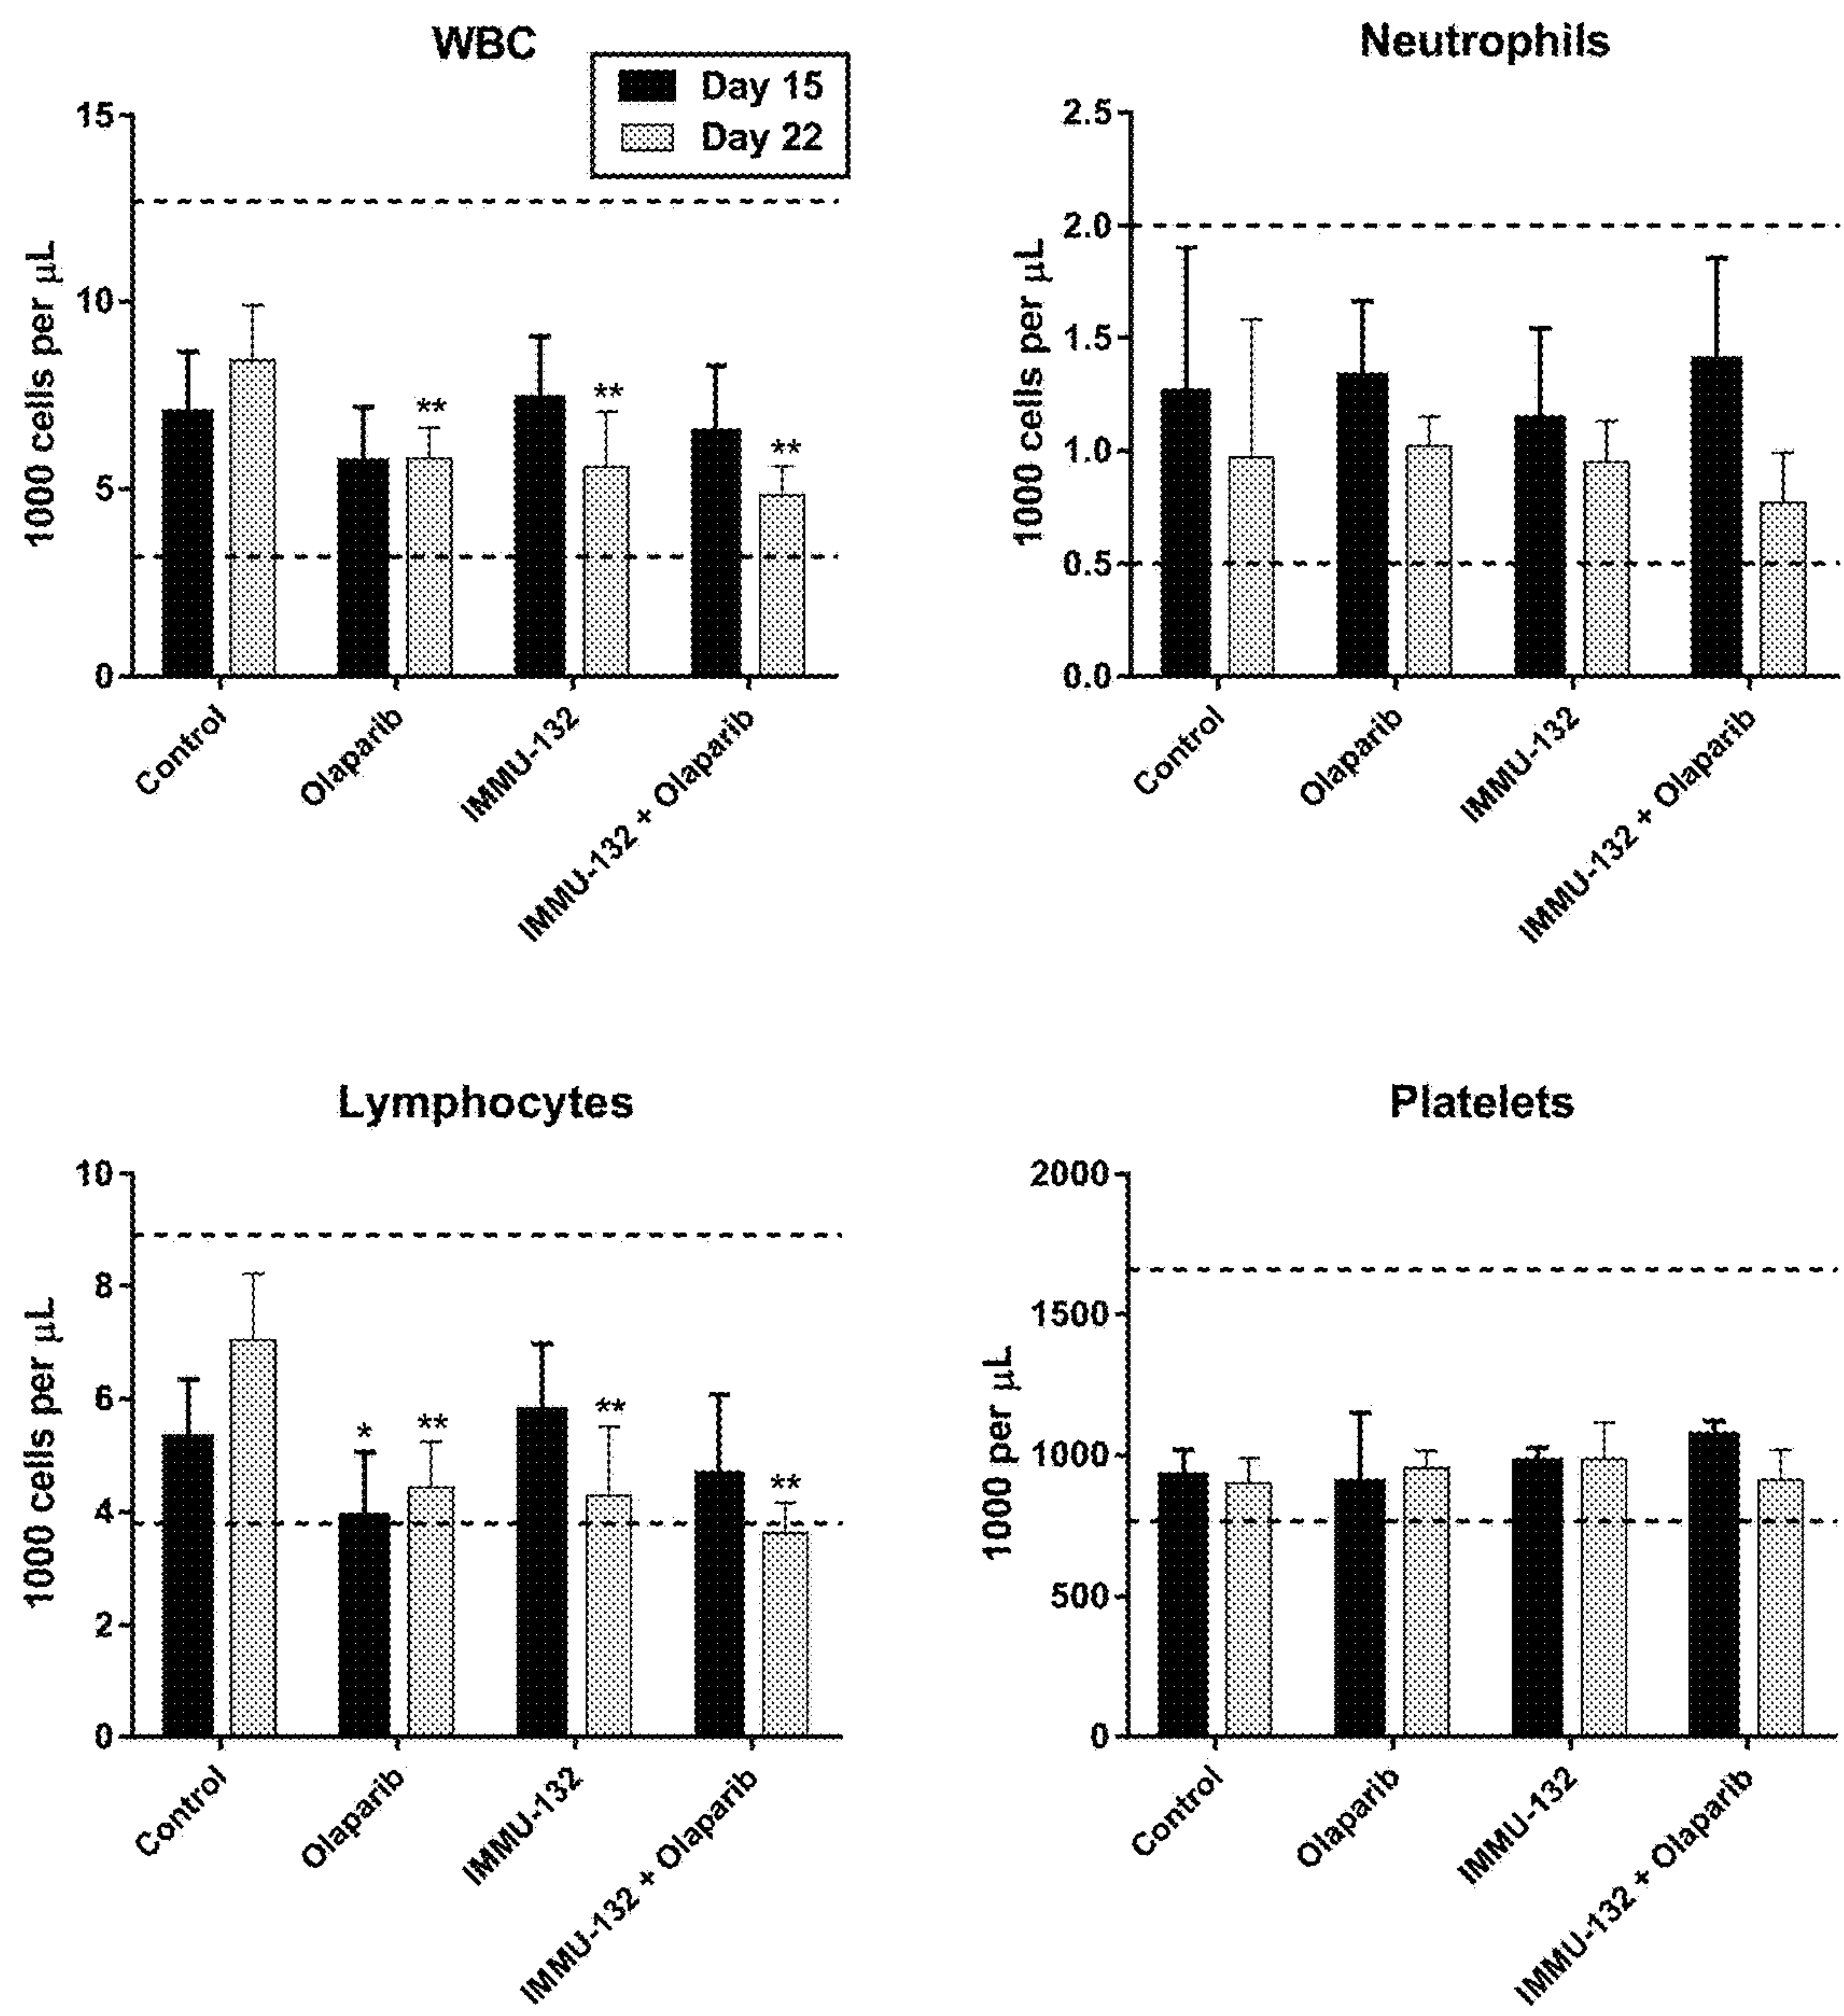 WBC
Day 15
Day 22
15
10
5
0
1000 cells per µL
**
**
**
Control
Olaparib
IMMU-132
IMMU-132 + Olaparib
Neutrophils
2.5
2.0
1.5
1.0
0.5
0.0
1000 cells per µL
Control
Olaparib
IMMU-132
IMMU-132 + Olaparib
Lymphocytes
10
8
6
4
2
0
1000 cells per µL
*
**
**
**
Control
Olaparib
IMMU-132
IMMU-132 + Olaparib
Platelets
2000
1500
1000
500
0
1000 per µL
Control
Olaparib
IMMU-132
IMMU-132 + Olaparib